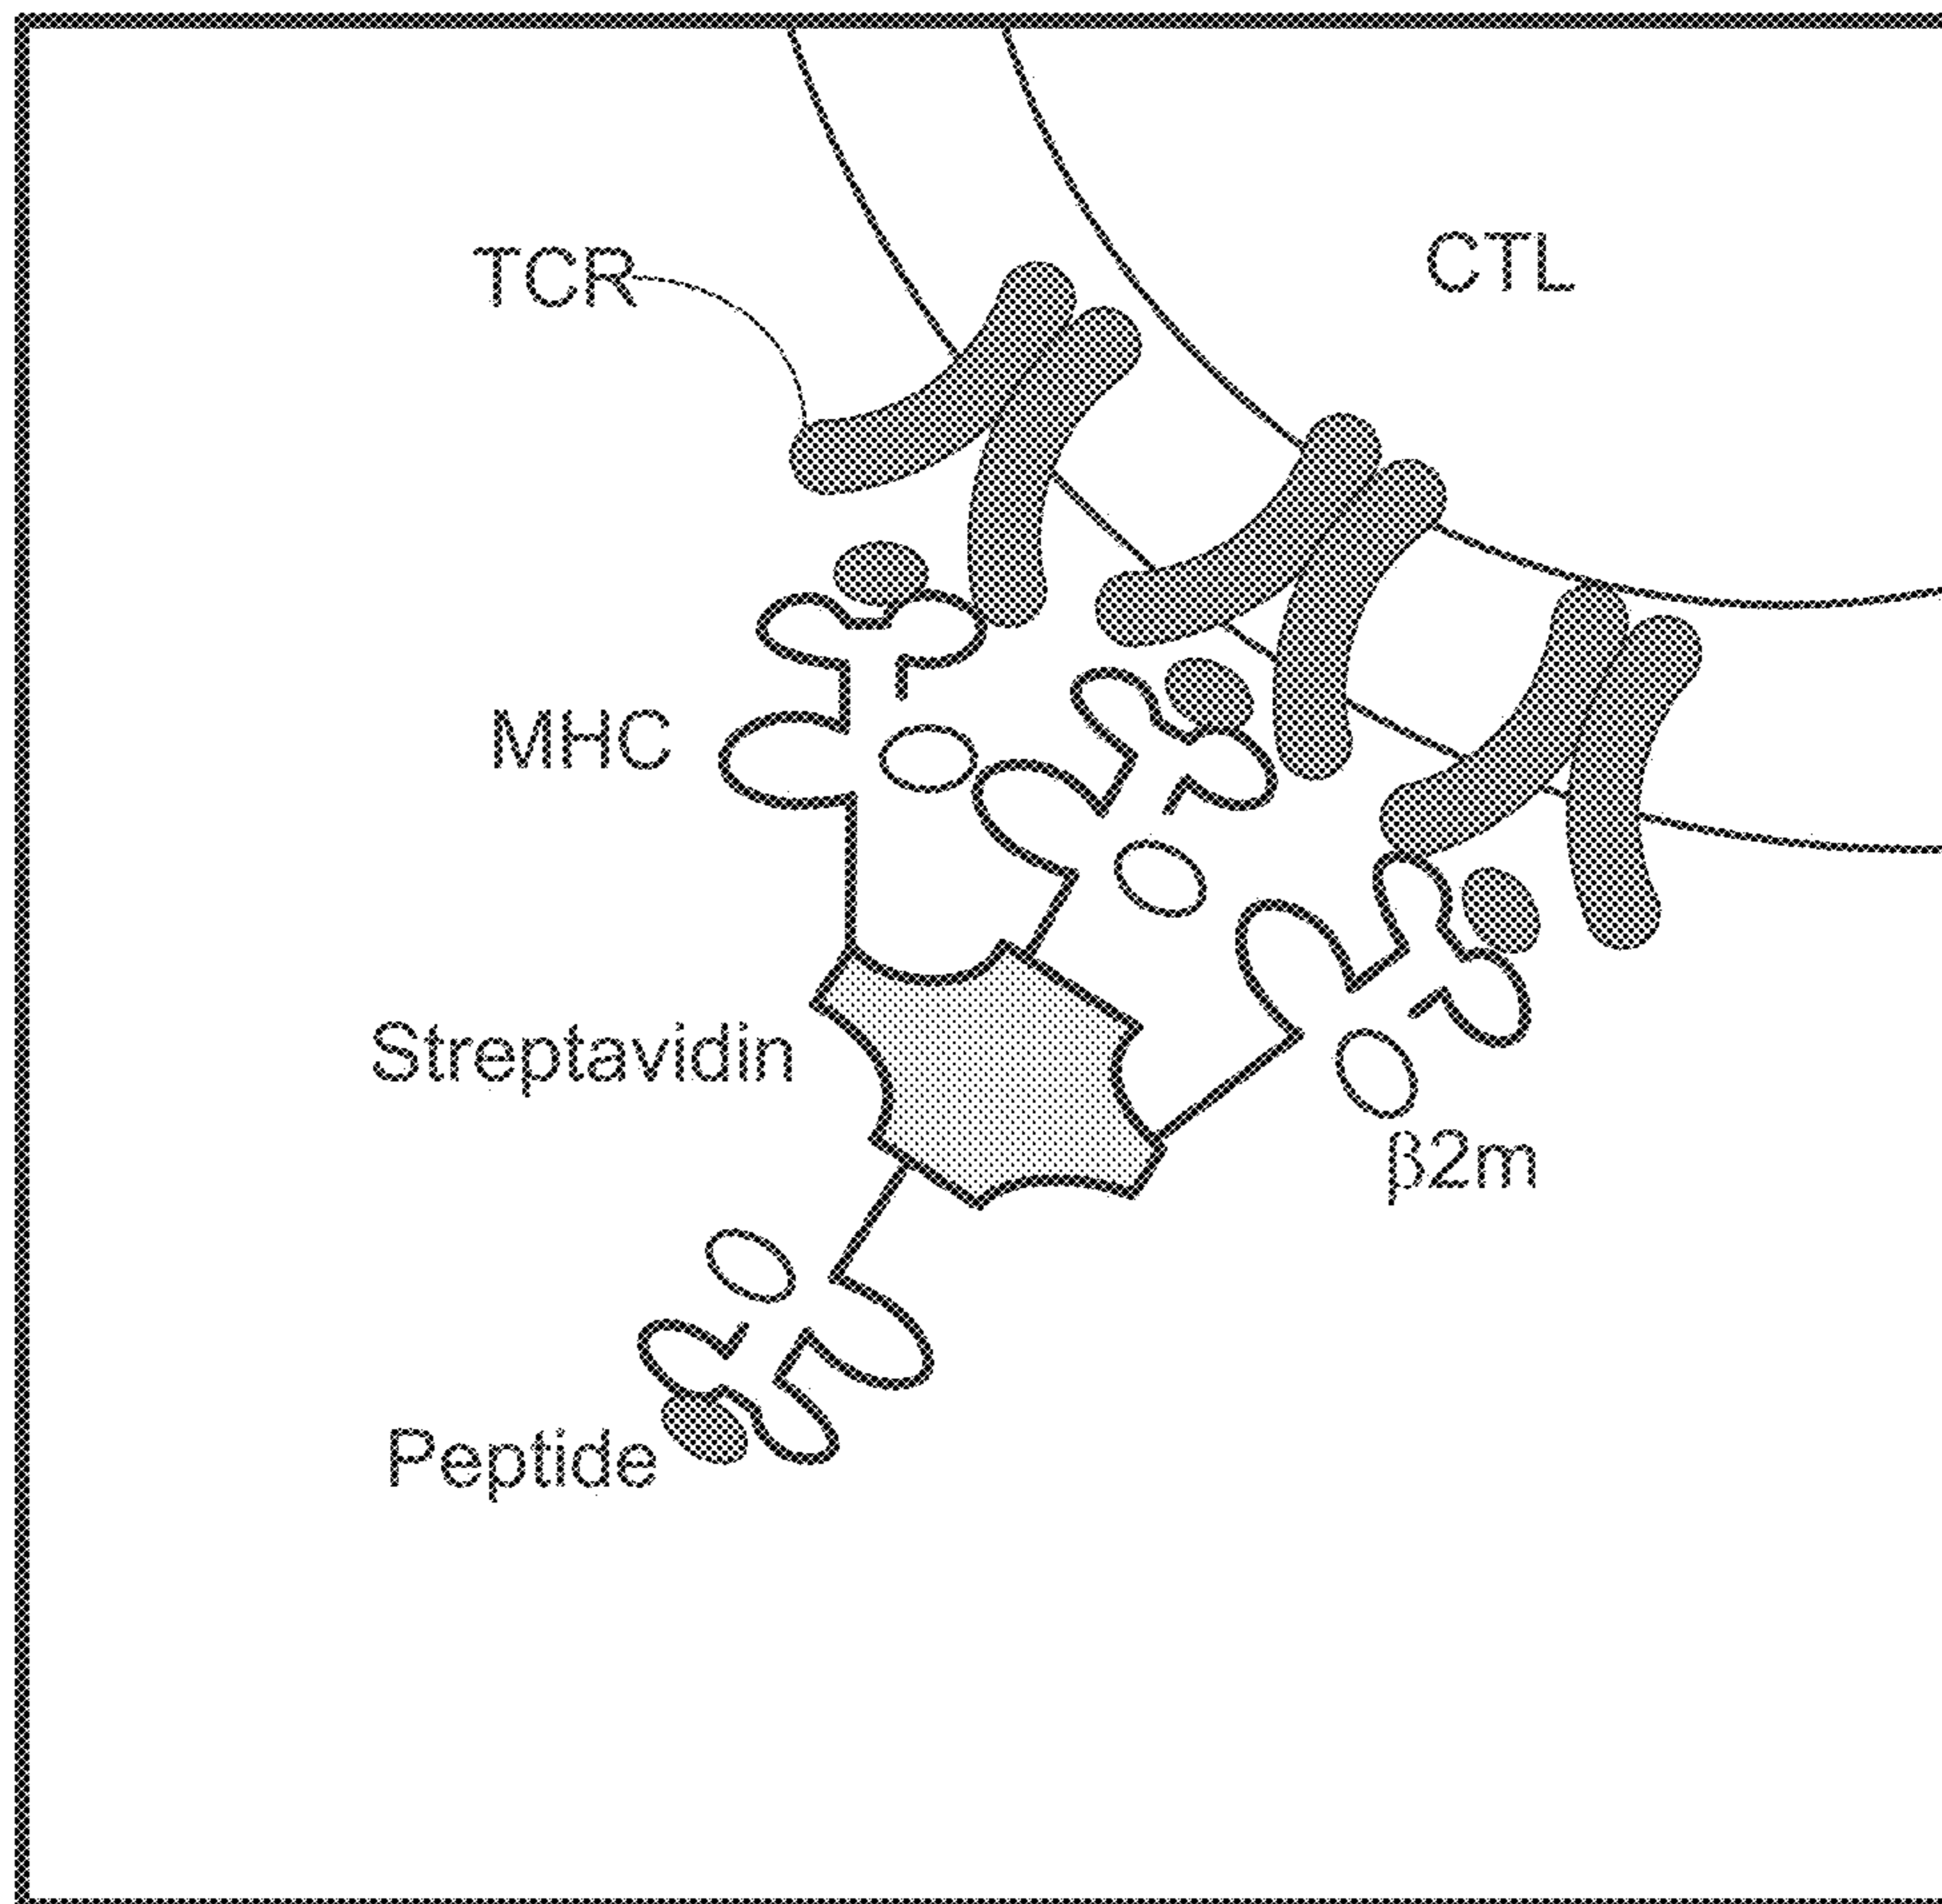 TCR
CTL
MHC
Streptavidin
β2m
Peptide